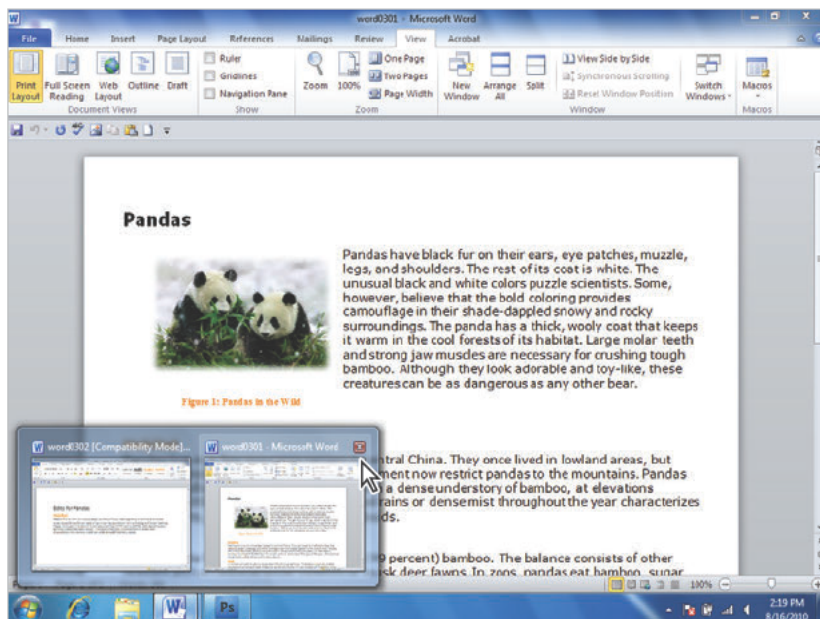 word0301 - Microsoft Word
File Home Insert Page Layout References Mailings Review View Acrobat
Print Layout
Full Screen Reading
Web Layout
Outline
Draft
Document Views
Ruler
Gridlines
Navigation Pane
Show
Zoom
100%
One Page
Two Pages
Page Width
Zoom
New Window
Arrange All
Split
View Side by Side
Synchronous Scrolling
Reset Window Position
Window
Switch Windows
Macros
Macros
Pandas
Pandas have black fur on their ears, eye patches, muzzle,
legs, and shoulders. The rest of its coat is white. The
unusual black and white colors puzzle scientists. Some,
however, believe that the bold coloring provides
camouflage in their shade-dappled snowy and rocky
surroundings. The panda has a thick, wooly coat that keeps
it warm in the cool forests of its habitat. Large molar teeth
and strong jaw muscles are necessary for crushing tough
bamboo. Although they look adorable and toy-like, these
creatures can be as dangerous as any other bear.
Figure 1: Pandas in the Wild
word0302 [Compatiblity Mode]...
word0301 - Microsoft Word
ntral China. They once lived in lowland areas, but
ment now restrict pandas to the mountains. Pandas
a dense understory of bamboo, at elevations
rains or dense mist throughout the year characterizes
ds.
9 percent) bamboo. The balance consists of other
sk deer fawns. In zoos, pandas eat bamboo, sugar
100%
W
Ps
2:19 PM
8/16/2010